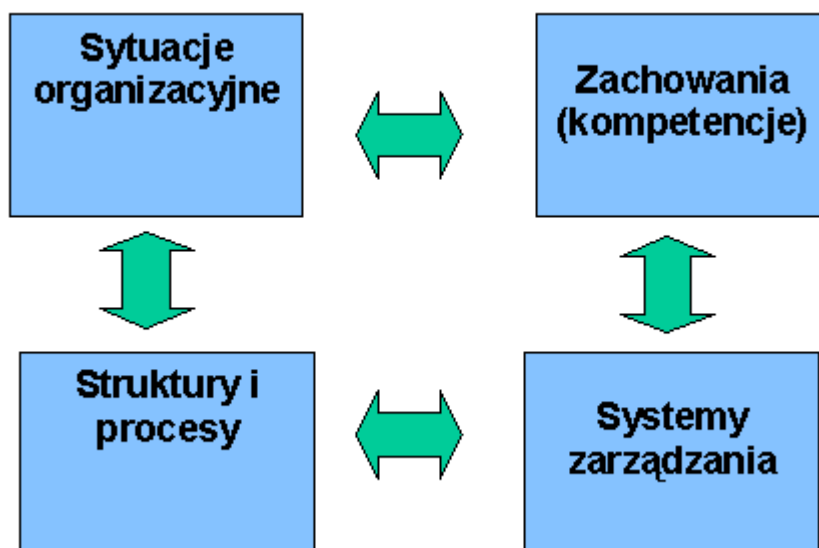 Sytuacje
organizacyjne
Zachowania
(kompetencje)
Struktury i
procesy
Systemy
zarządzania